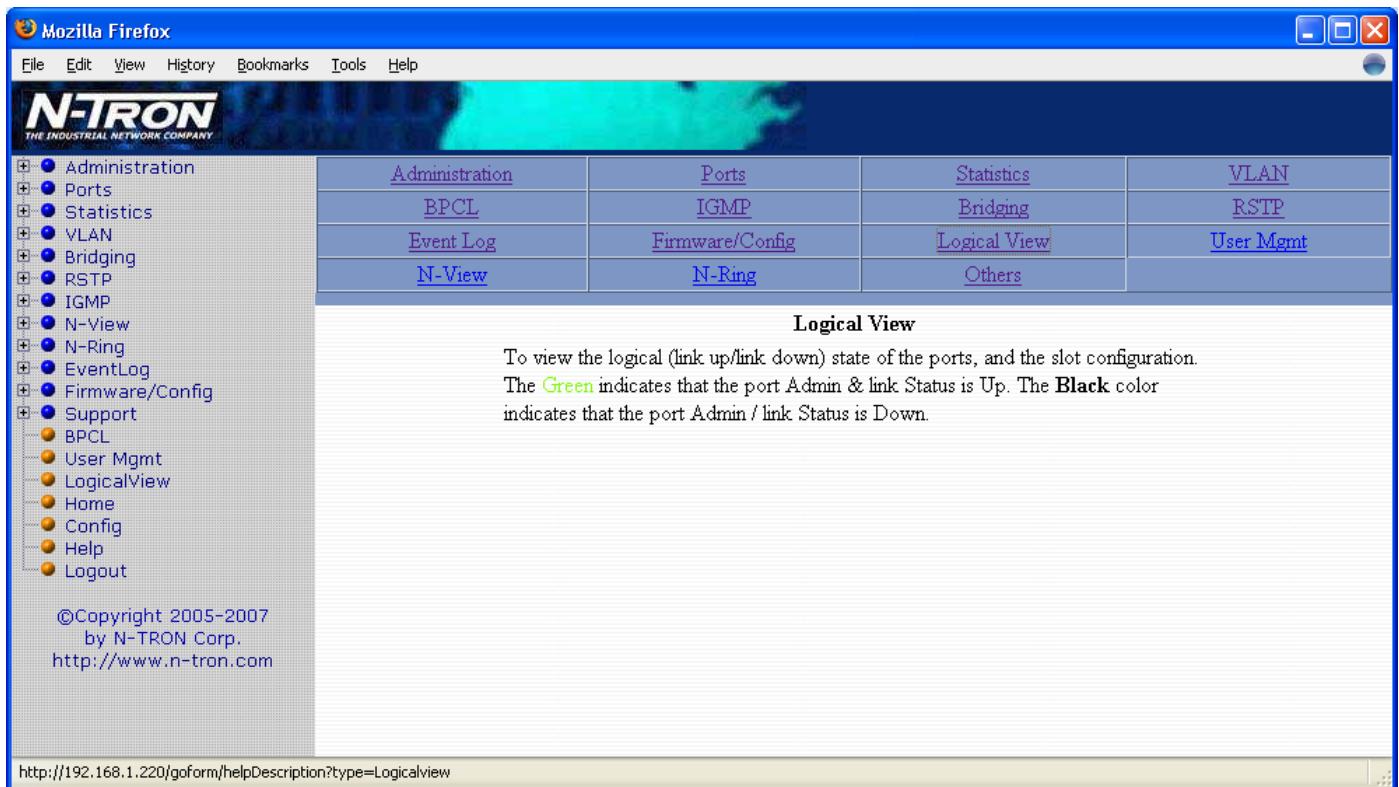 Mozilla Firefox
File Edit View History Bookmarks Tools Help
N-TRON
THE INDUSTRIAL NETWORK COMPANY
Administration
Ports
Statistics
VLAN
Bridging
RSTP
IGMP
N-View
N-Ring
EventLog
Firmware/Config
Support
BPCL
User Mgmt
LogicalView
Home
Config
Help
Logout
©Copyright 2005-2007
by N-TRON Corp.
http://www.n-tron.com
Administration Ports Statistics VLAN
BPCL IGMP Bridging RSTP
Event Log Firmware/Config Logical View User Mgmt
N-View N-Ring Others
Logical View
To view the logical (link up/link down) state of the ports, and the slot configuration.
The Green indicates that the port Admin & link Status is Up. The Black color
indicates that the port Admin / link Status is Down.
http://192.168.1.220/goform/helpDescription?type=Logicalview